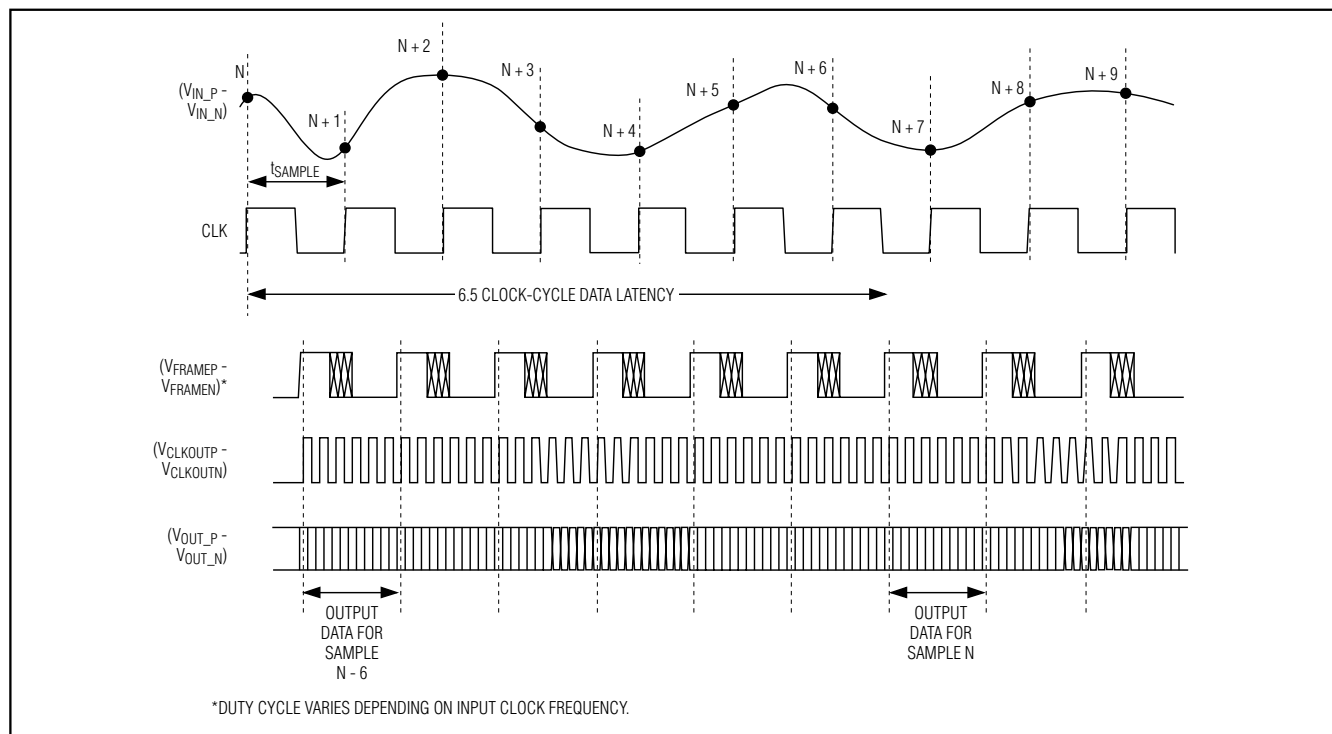 N
N + 1
N + 2
N + 3
N + 4
N + 5
N + 6
N + 7
N + 8
N + 9
(VIN_P -
VIN_N)
tSAMPLE
CLK
6.5 CLOCK-CYCLE DATA LATENCY
(VFRAMEP -
VFRAMEN)*
(VCLKOUTP -
VCLKOUTN)
(VOUT_P -
VOUT_N)
OUTPUT
DATA FOR
SAMPLE
N - 6
OUTPUT
DATA FOR
SAMPLE N
*DUTY CYCLE VARIES DEPENDING ON INPUT CLOCK FREQUENCY.